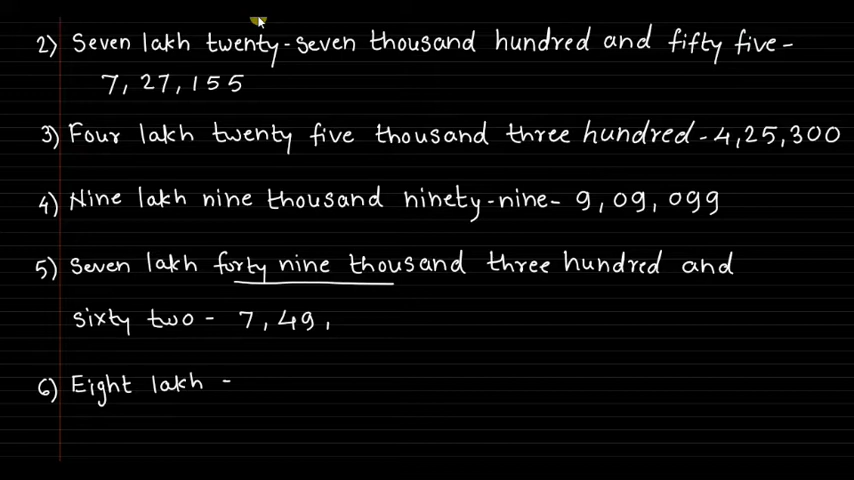 2) Seven lakh twenty-seven thousand hundred and fifty five-
7, 27, 155
3) Four lakh twenty five thousand three hundred-4,25,300
4) Nine lakh nine thousand ninety-nine- 9, 09, 099
5) Seven lakh forty nine thousand three hundred and
sixty two - 7, 49,
6) Eight lakh -